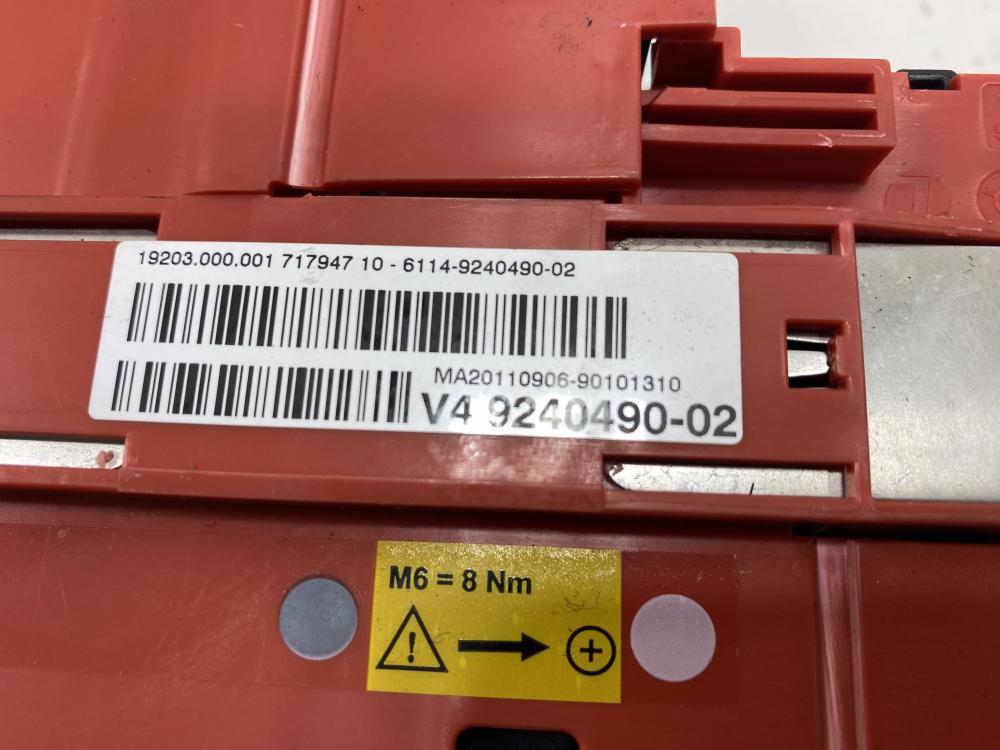 19203.000.001 717947 10 - 6114-9240490-02
MA20110906-90101310
V4 9240490-02
M6 = 8 Nm